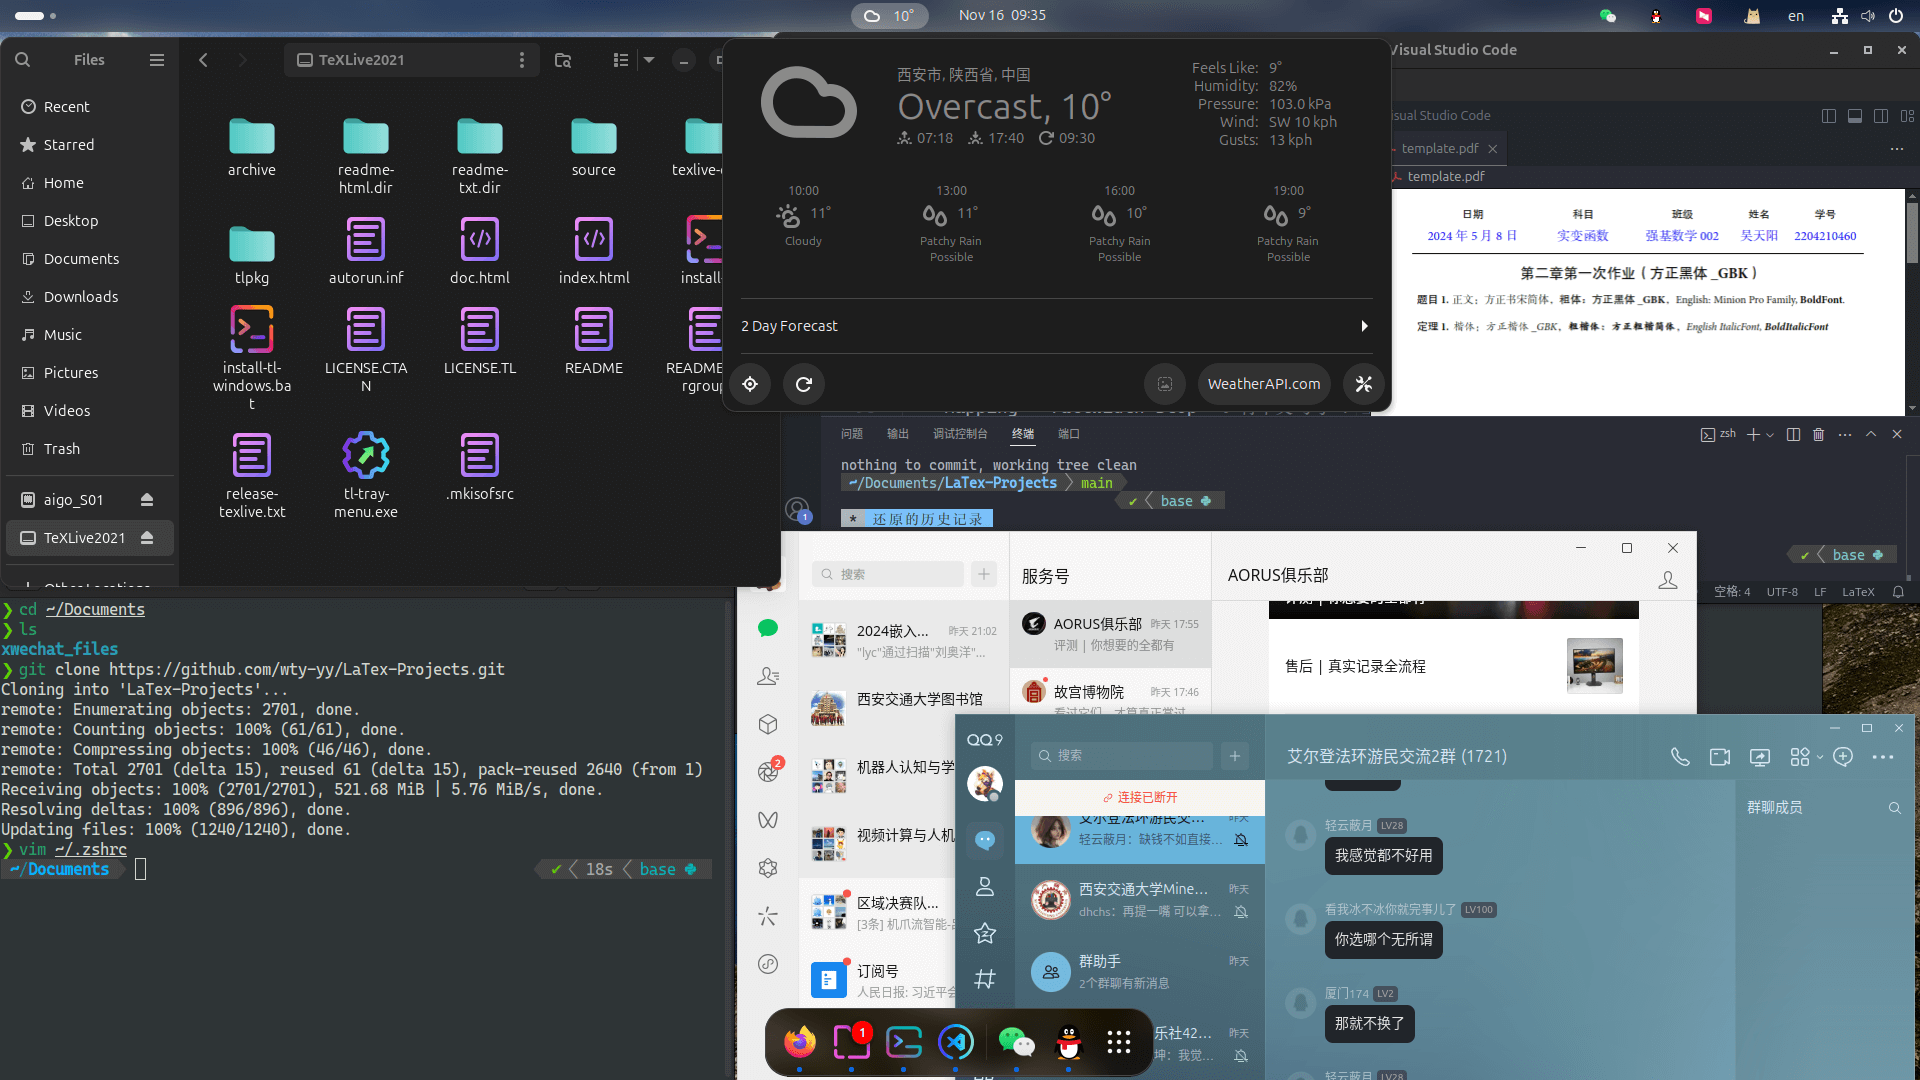 10°
Nov 16 09:35
en
Files
TeXLive2021
Recent
Starred
Home
Desktop
Documents
Downloads
Music
Pictures
Videos
Trash
aigo_S01
TeXLive2021
archive
readme-html.dir
readme-txt.dir
source
tlpkg
autorun.inf
doc.html
index.html
install-tl-windows.bat
LICENSE.CTAN
LICENSE.TL
README
release-texlive.txt
tl-tray-menu.exe
.mkisofsrc
西安市, 陕西省, 中国
Overcast, 10°
07:18 17:40 09:30
Feels Like: 9°
Humidity: 82%
Pressure: 103.0 kPa
Wind: SW 10 kph
Gusts: 13 kph
10:00 13:00 16:00 19:00
11° 11° 10° 9°
Cloudy
Patchy Rain Possible
Patchy Rain Possible
Patchy Rain Possible
2 Day Forecast
WeatherAPI.com
Visual Studio Code
Visual Studio Code
template.pdf
template.pdf
日期 科目 班级 姓名 学号
2024 年 5 月 8 日 实变函数 强基数学 002 吴天阳 2204210460
第二章第一次作业（方正黑体 _GBK）
题目 1. 正文：方正书宋简体，粗体：方正黑体 _GBK，English: Minion Pro Family, BoldFont.
定理 1. 楷体：方正楷体 _GBK，粗楷体：方正粗楷简体，English ItalicFont, BoldItalicFont
问题 输出 调试控制台 终端 端口
zsh
nothing to commit, working tree clean
~/Documents/LaTex-Projects main
✔ base
* 还原的历史记录
1
✔ base
空格: 4 UTF-8 LF LaTeX
❯ cd ~/Documents
❯ ls
xwechat_files
❯ git clone https://github.com/wty-yy/LaTex-Projects.git
Cloning into 'LaTex-Projects'...
remote: Enumerating objects: 2701, done.
remote: Counting objects: 100% (61/61), done.
remote: Compressing objects: 100% (46/46), done.
remote: Total 2701 (delta 15), reused 61 (delta 15), pack-reused 2640 (from 1)
Receiving objects: 100% (2701/2701), 521.68 MiB | 5.76 MiB/s, done.
Resolving deltas: 100% (896/896), done.
Updating files: 100% (1240/1240), done.
❯ vim ~/.zshrc
~/Documents
✔ 18s base
搜索
服务号
AORUS俱乐部
2024嵌入... 昨天 21:02
"lyc"通过扫描"刘奥洋"...
西安交通大学图书馆
机器人认知与学
视频计算与人机
区域决赛队...
[3条] 机爪流智能-
订阅号
人民日报: 习近平会
2
AORUS俱乐部 昨天 17:55
评测 | 你想要的全都有
故宫博物院 昨天 17:46
售后 | 真实记录全流程
QQ9
搜索
连接已断开
艾尔登法环游民交... 昨天
轻云蔽月：缺钱不如直接...
西安交通大学Mine... 昨天
dhchs：再提一嘴 可以拿...
群助手 昨天
2个群聊有新消息
乐社42... 昨天
坤：我觉...
艾尔登法环游民交流2群 (1721)
群聊成员
轻云蔽月 LV28
我感觉都不好用
看我冰不冰你就完事儿了 LV100
你选哪个无所谓
厦门174 LV2
那就不换了
轻云蔽月 LV28
1